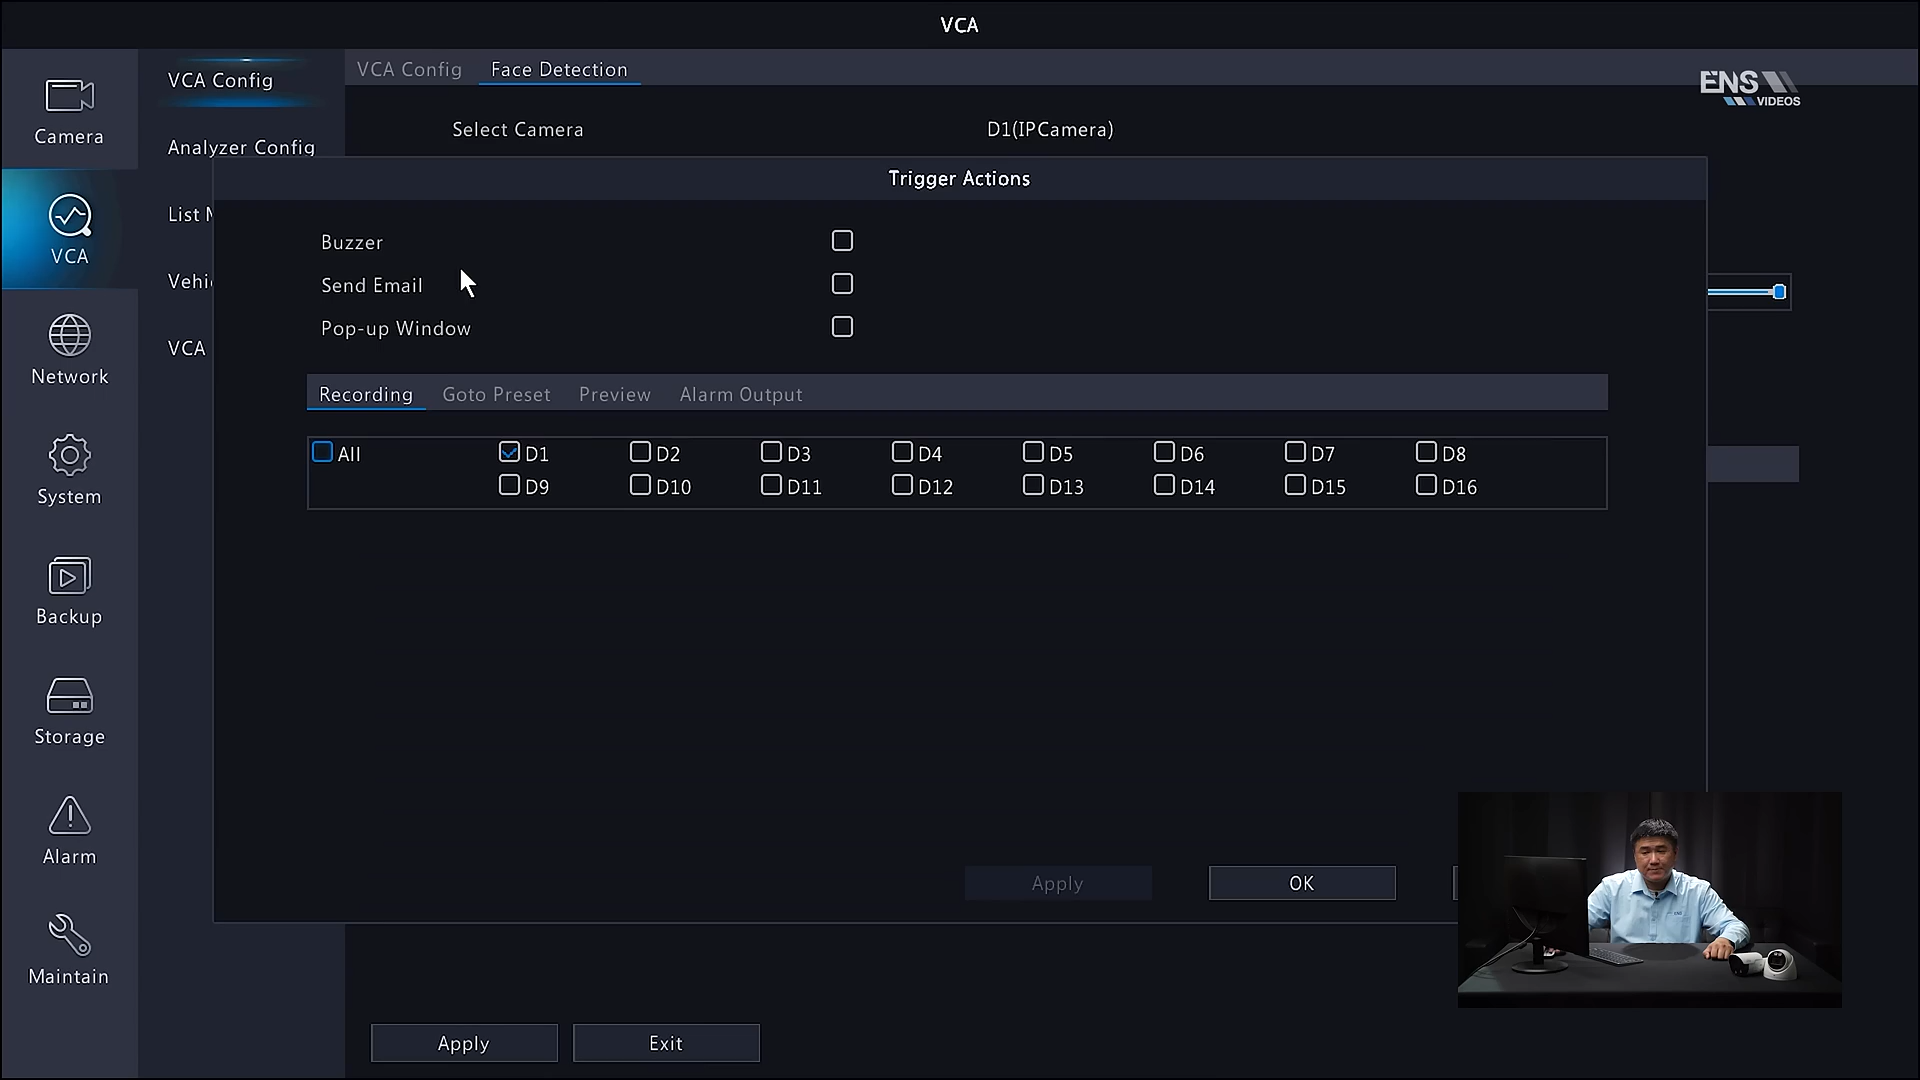 VCA
VCA Config
Face Detection
ENS
VIDEOS
Camera
VCA Config
Select Camera
D1(IPCamera)
Analyzer Config
Trigger Actions
VCA
List M
Buzzer
Send Email
Vehic
Pop-up Window
VCA
Network
Recording
Goto Preset
Preview
Alarm Output
All
D1
D2
D3
D4
D5
D6
D7
D8
D9
D10
D11
D12
D13
D14
D15
D16
System
Backup
Storage
Alarm
Apply
OK
Maintain
Apply
Exit